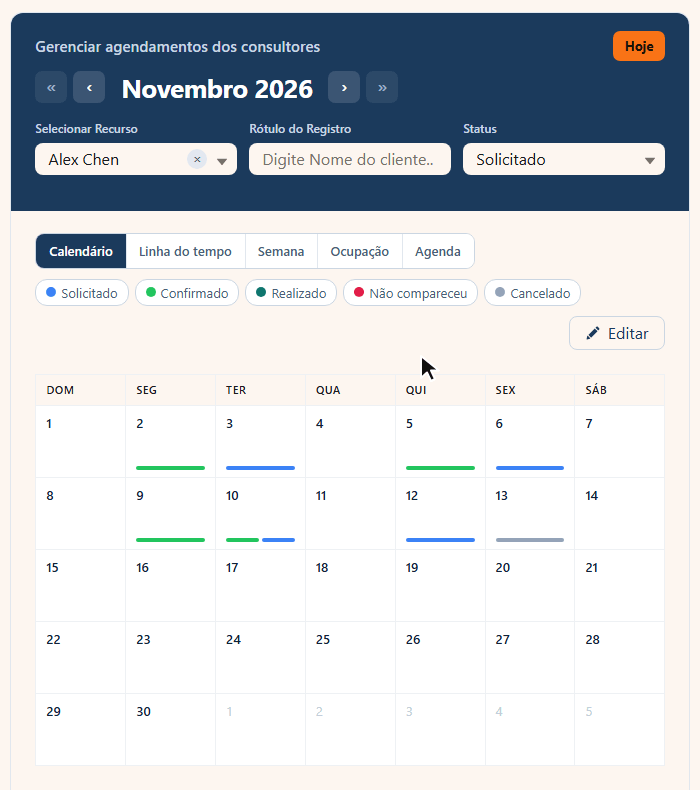 Gerenciar agendamentos dos consultores
Hoje
« ‹ Novembro 2026 › »
Selecionar Recurso Rótulo do Registro Status
Alex Chen × Digite Nome do cliente.. Solicitado
Calendário Linha do tempo Semana Ocupação Agenda
Solicitado Confirmado Realizado Não compareceu Cancelado
Editar
DOM SEG TER QUA QUI SEX SÁB
1 2 3 4 5 6 7
8 9 10 11 12 13 14
15 16 17 18 19 20 21
22 23 24 25 26 27 28
29 30 1 2 3 4 5